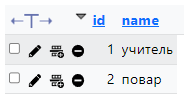 id name
1 учитель
2 повар